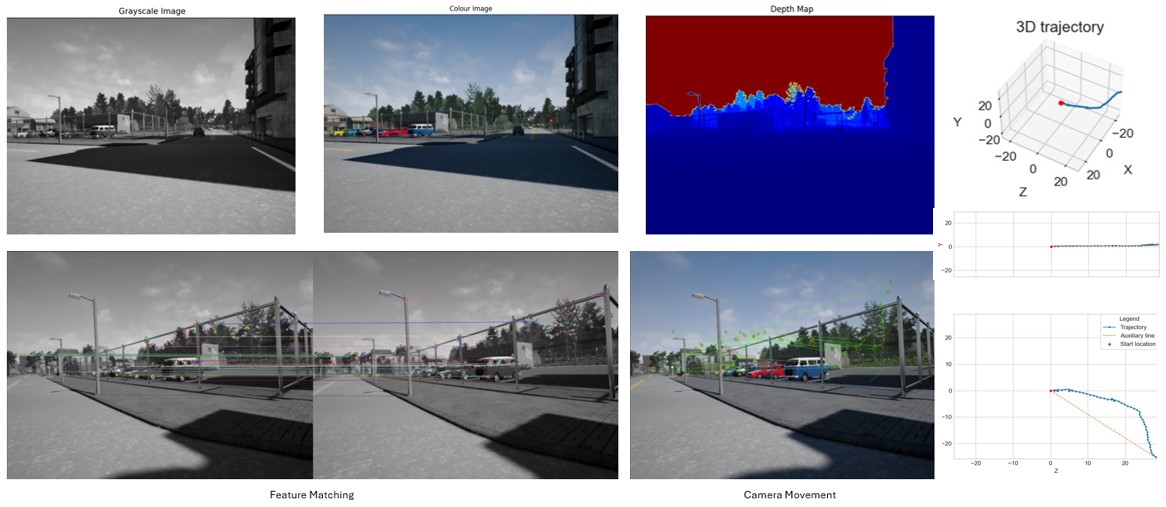 Grayscale Image
Colour Image
Depth Map
3D trajectory
20
0
−20
Y
−20
0
20
Z
−20
0
20
X
20
0
−20
Y
Legend
Trajectory
Auxiliary line
Start location
20
10
0
−10
−20
−20
−10
0
10
20
Z
Feature Matching
Camera Movement